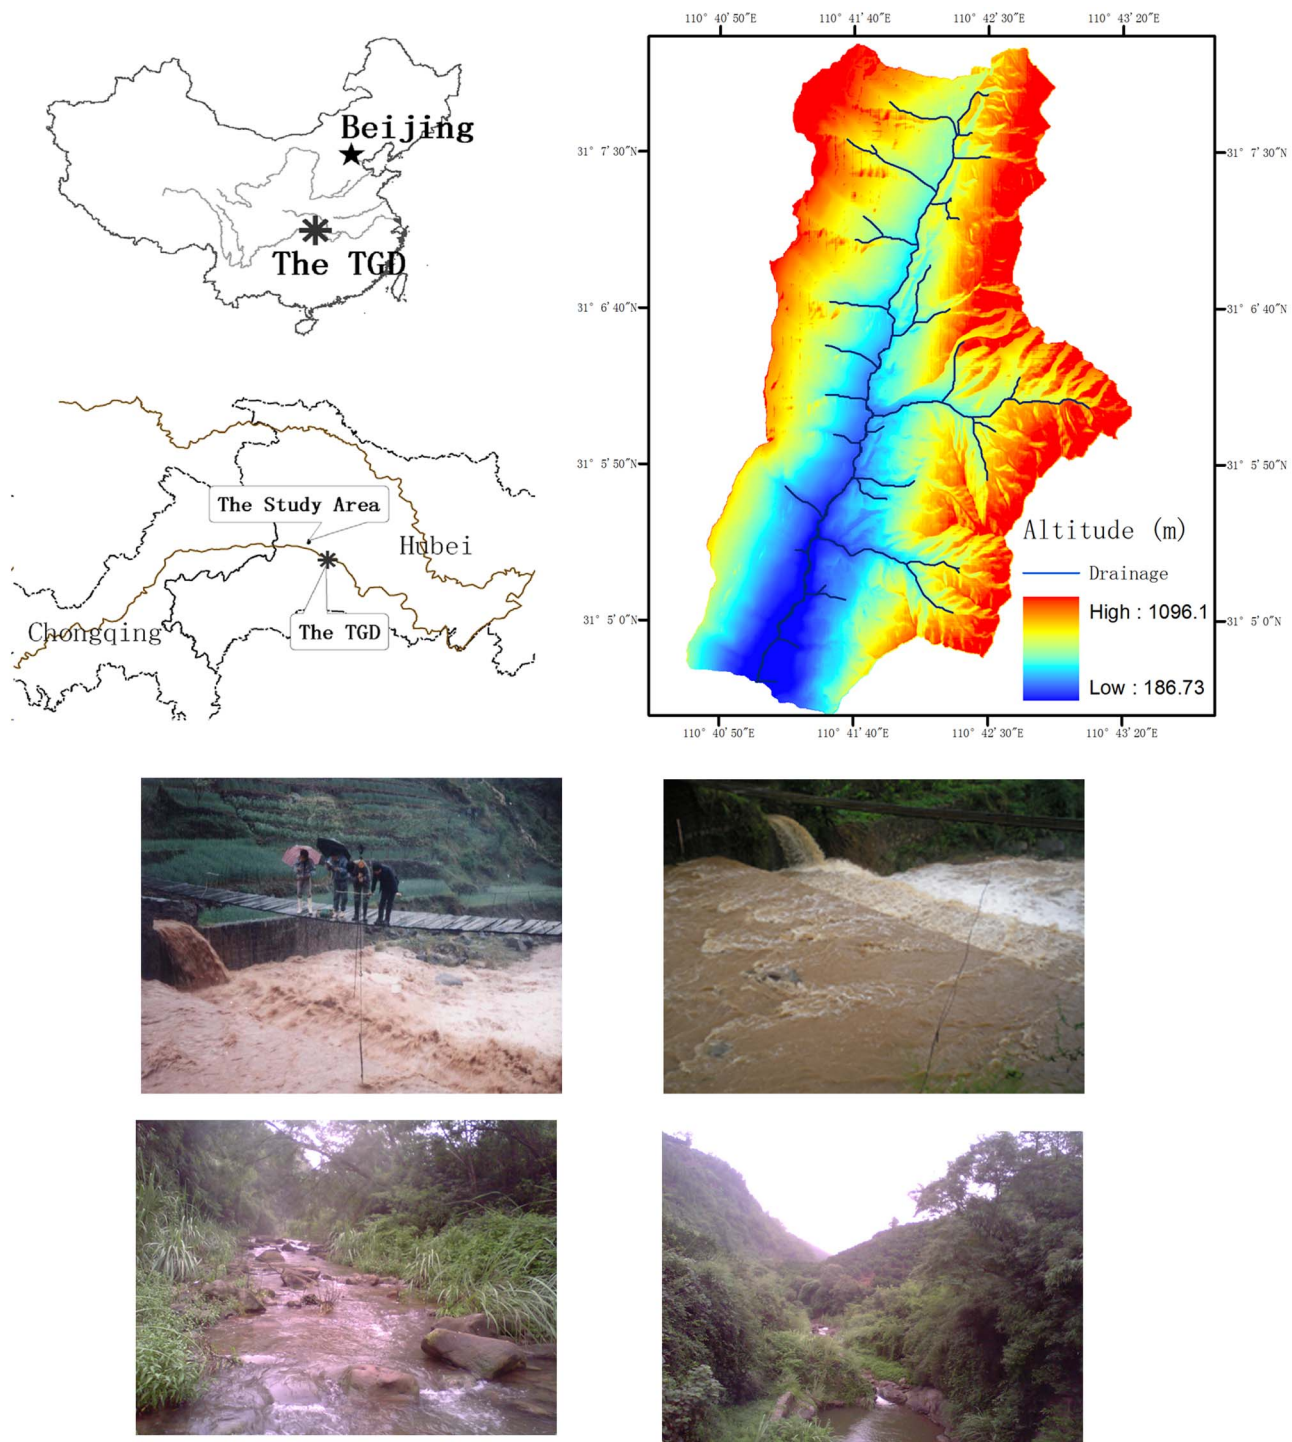 Beijing
The TGD
The Study Area
Hubei
The TGD
Chongqing
110° 40′50″E 110° 41′40″E 110° 42′30″E 110° 43′20″E
31° 7′30″N 31° 7′30″N
31° 6′40″N 31° 6′40″N
31° 5′50″N 31° 5′50″N
Altitude (m)
Drainage
High : 1096.1
31° 5′0″N 31° 5′0″N
Low : 186.73
110° 40′50″E 110° 41′40″E 110° 42′30″E 110° 43′20″E